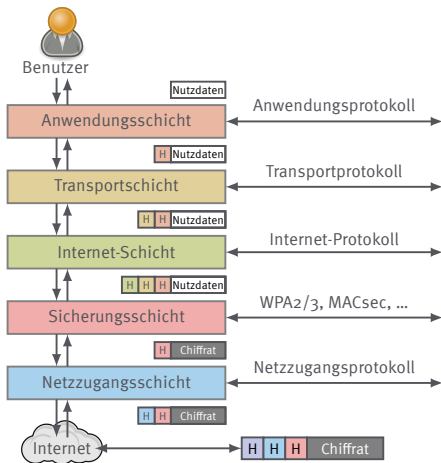 Benutzer
Nutzdaten
Anwendungsschicht
Anwendungsprotokoll
H Nutzdaten
Transportschicht
Transportprotokoll
H H Nutzdaten
Internet-Schicht
Internet-Protokoll
H H H Nutzdaten
Sicherungsschicht
WPA2/3, MACsec, ...
H Chiffrat
Netzzugangsschicht
Netzzugangsprotokoll
H H Chiffrat
Internet
H H H Chiffrat